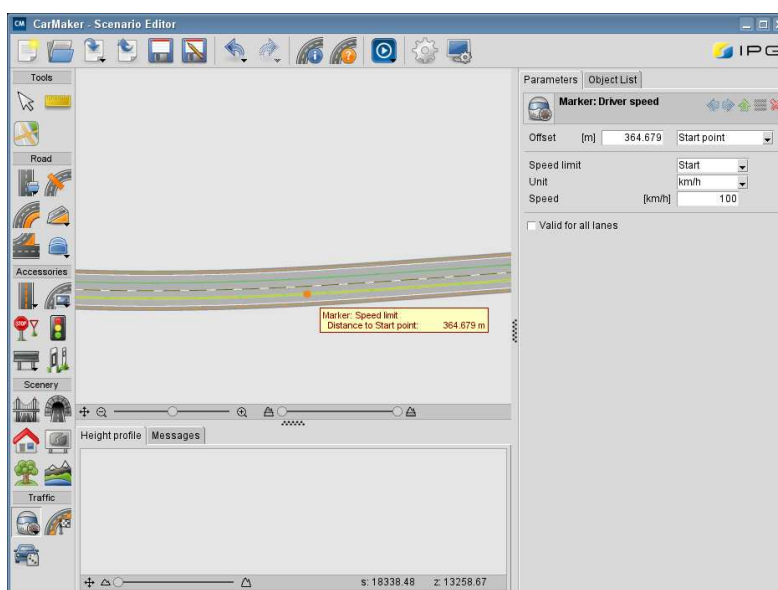 CM CarMaker - Scenario Editor
IPG
Tools
Road
Accessories
STOP
Scenery
Traffic
Marker: Speed limit
Distance to Start point: 364.679 m
Height profile Messages
s: 18338.48 z: 13258.67
Parameters Object List
Marker: Driver speed
Offset [m] 364.679 Start point
Speed limit Start
Unit km/h
Speed [km/h] 100
Valid for all lanes